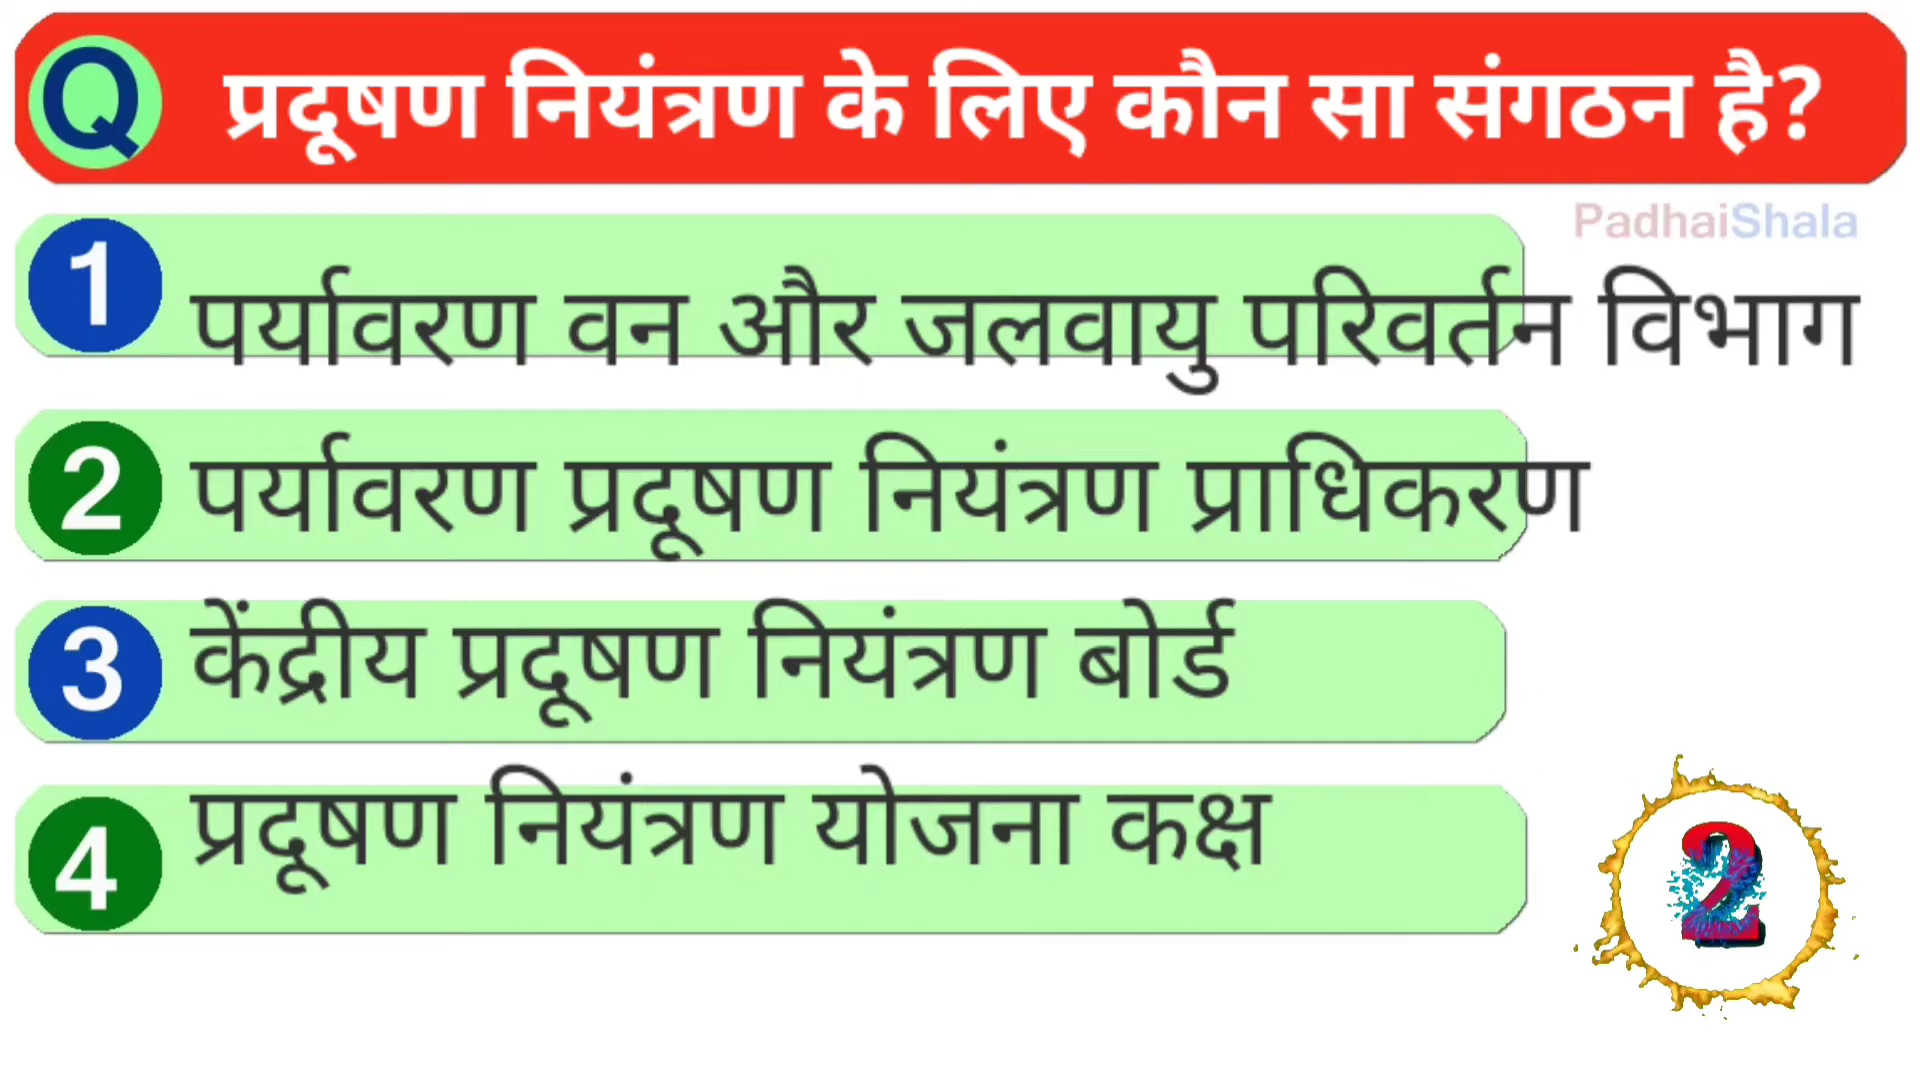 Q प्रदूषण नियंत्रण के लिए कौन सा संगठन है?
PadhaiShala
1 पर्यावरण वन और जलवायु परिवर्तन विभाग
2 पर्यावरण प्रदूषण नियंत्रण प्राधिकरण
3 केंद्रीय प्रदूषण नियंत्रण बोर्ड
4 प्रदूषण नियंत्रण योजना कक्ष
2